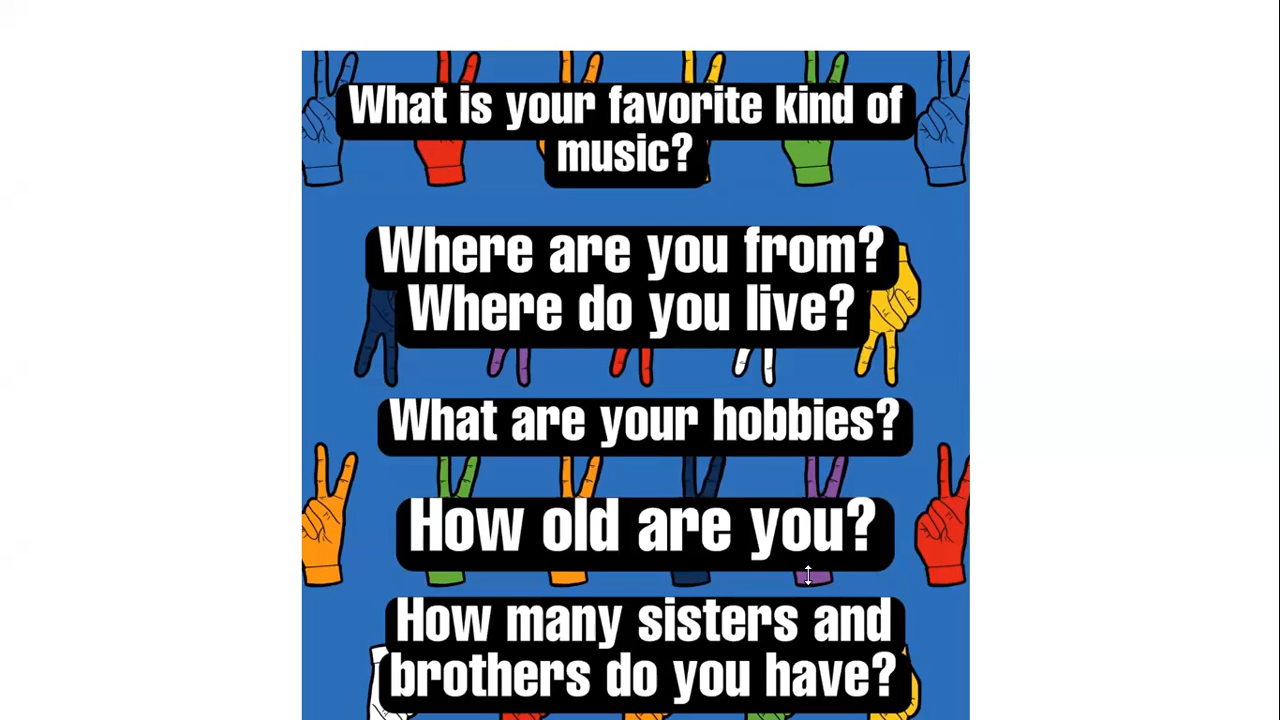 What is your favorite kind of
music?
Where are you from?
Where do you live?
What are your hobbies?
How old are you?
How many sisters and
brothers do you have?